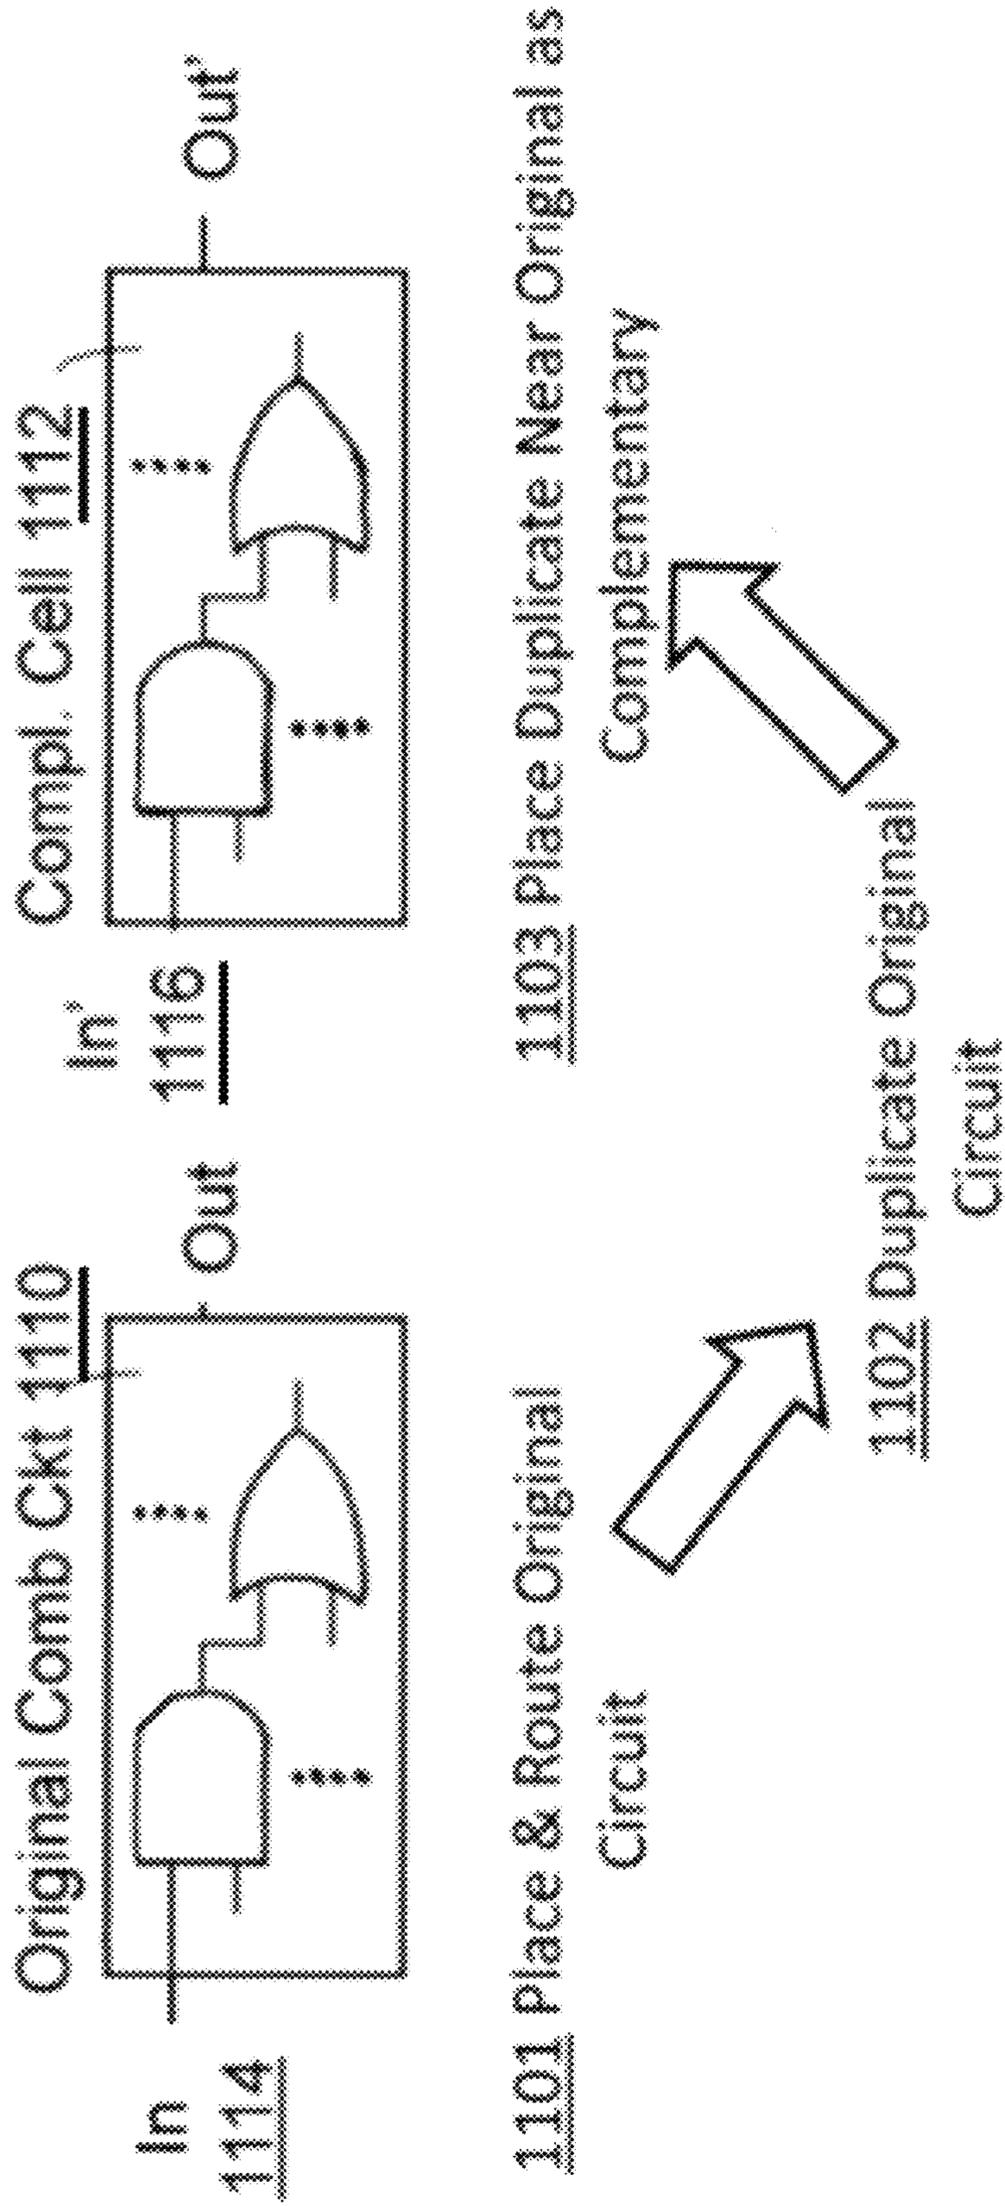 Original Comb Ckt 1110
In
1114
Out
Compl. Cell 1112
In'
1116
Out'
1101 Place & Route Original
Circuit
1102 Duplicate Original
Circuit
1103 Place Duplicate Near Original as
Complementary